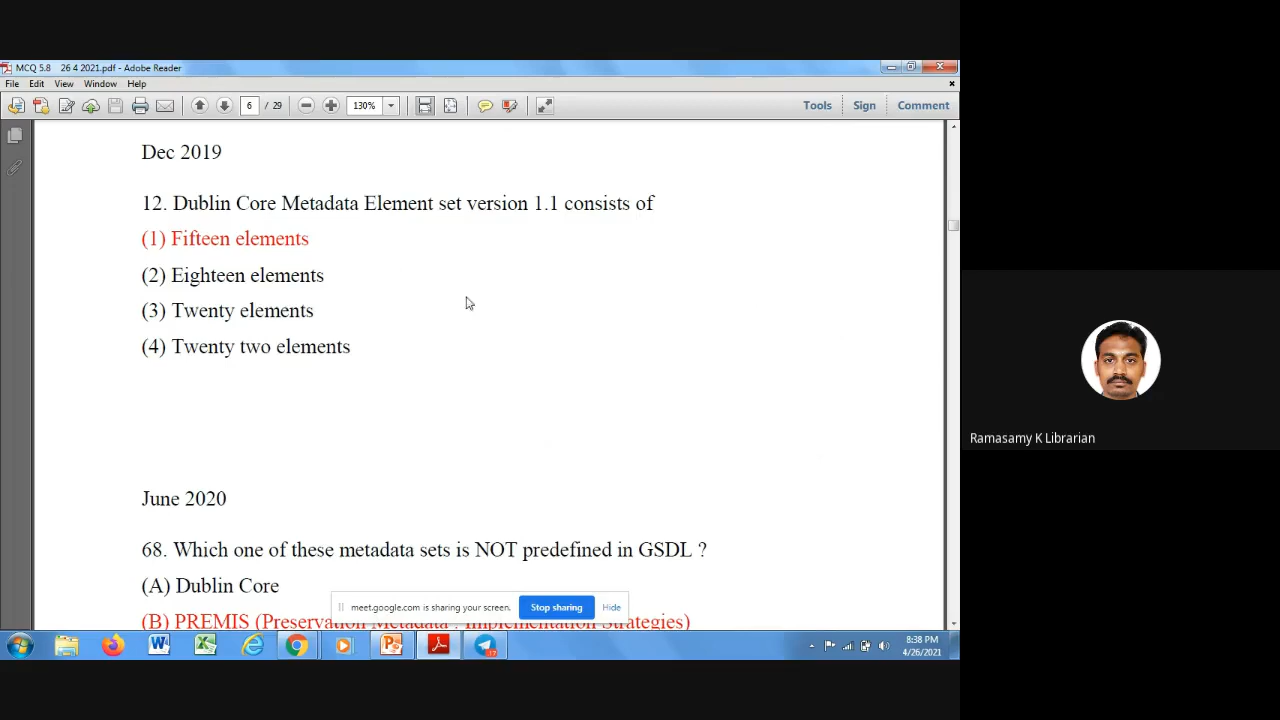 MCQ 5.8 26 4 2021.pdf - Adobe Reader
File Edit View Window Help
6 / 29 130% Tools Sign Comment
Dec 2019
12. Dublin Core Metadata Element set version 1.1 consists of
(1) Fifteen elements
(2) Eighteen elements
(3) Twenty elements
(4) Twenty two elements
Ramasamy K Librarian
June 2020
68. Which one of these metadata sets is NOT predefined in GSDL ?
(A) Dublin Core
meet.google.com is sharing your screen. Stop sharing Hide
(B) PREMIS (Preservation Metadata : Implementation Strategies)
8:38 PM
4/26/2021